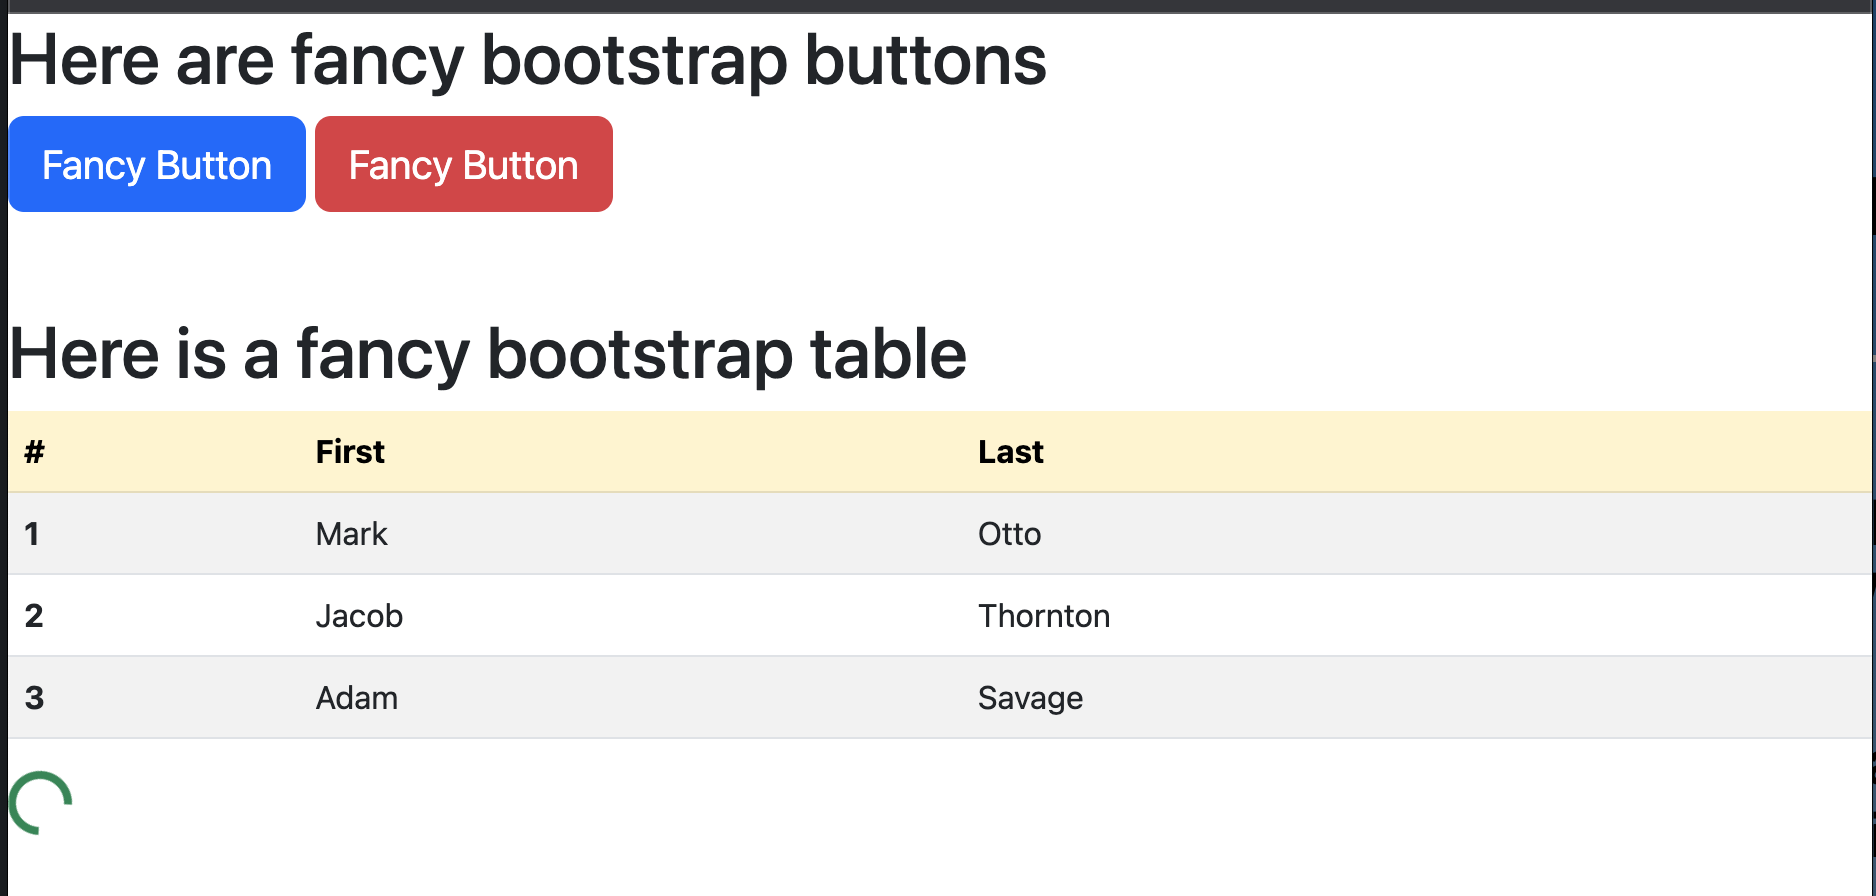 Here are fancy bootstrap buttons
Fancy Button Fancy Button
Here is a fancy bootstrap table
# First Last
1 Mark Otto
2 Jacob Thornton
3 Adam Savage